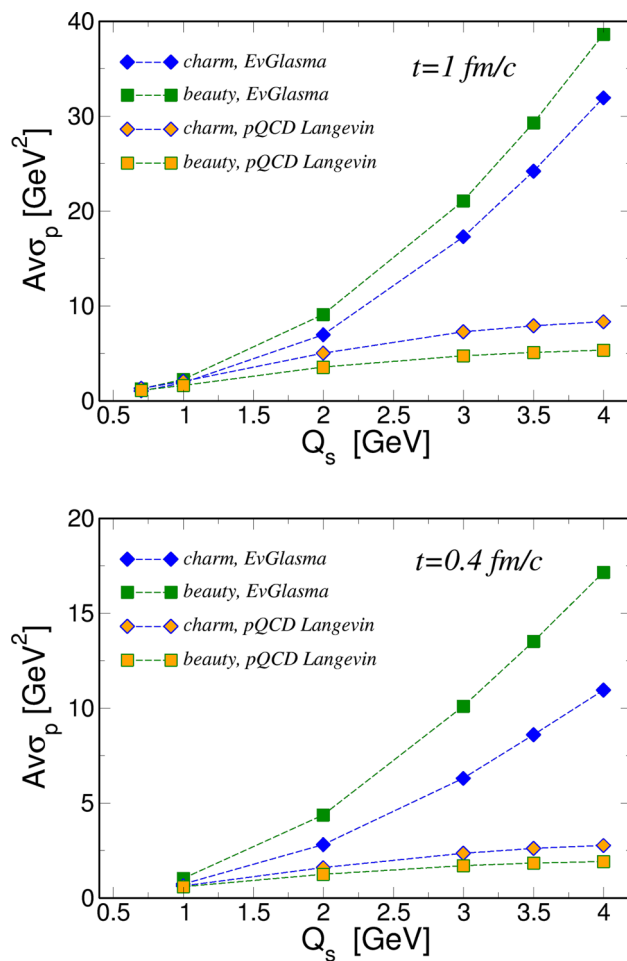 40
charm, EvGlasma
t=1 fm/c
beauty, EvGlasma
30
charm, pQCD Langevin
beauty, pQCD Langevin
Avσp [GeV²]
20
10
0
0.5 1 1.5 2 2.5 3 3.5 4
Qs [GeV]
20
charm, EvGlasma
t=0.4 fm/c
beauty, EvGlasma
15
charm, pQCD Langevin
beauty, pQCD Langevin
Avσp [GeV²]
10
5
0
0.5 1 1.5 2 2.5 3 3.5 4
Qs [GeV]